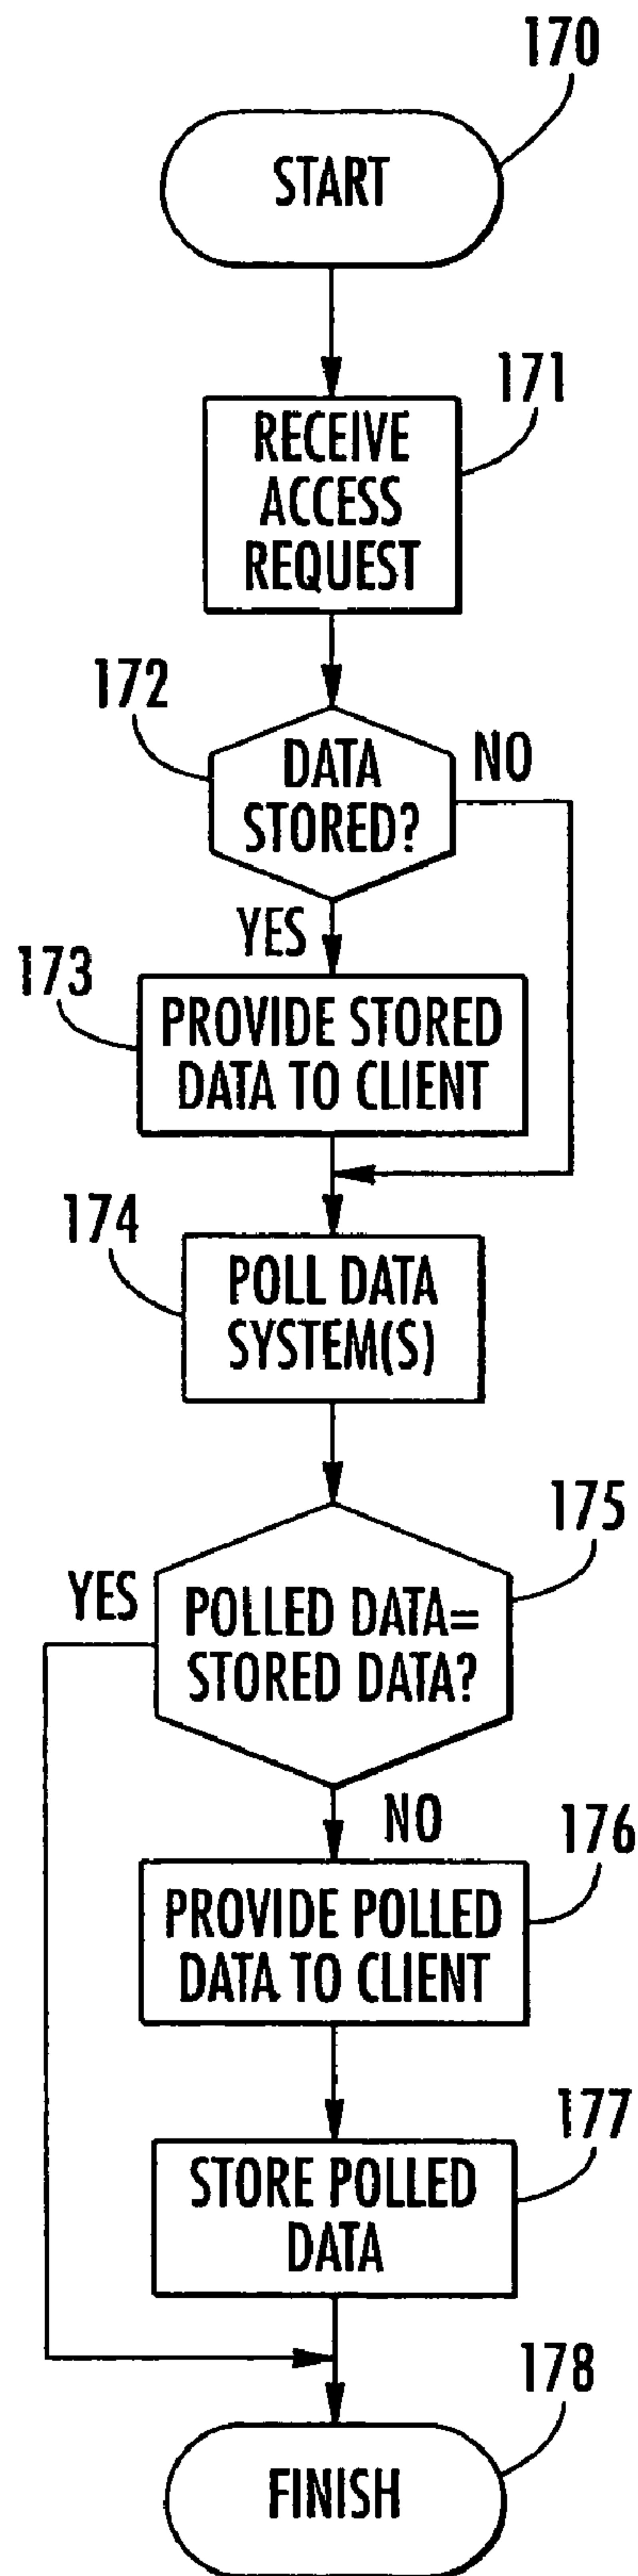 170
START
171
RECEIVE
ACCESS
REQUEST
172
DATA
STORED?
NO
YES
173
PROVIDE STORED
DATA TO CLIENT
174
POLL DATA
SYSTEM(S)
175
YES
POLLED DATA=
STORED DATA?
NO
176
PROVIDE POLLED
DATA TO CLIENT
177
STORE POLLED
DATA
178
FINISH